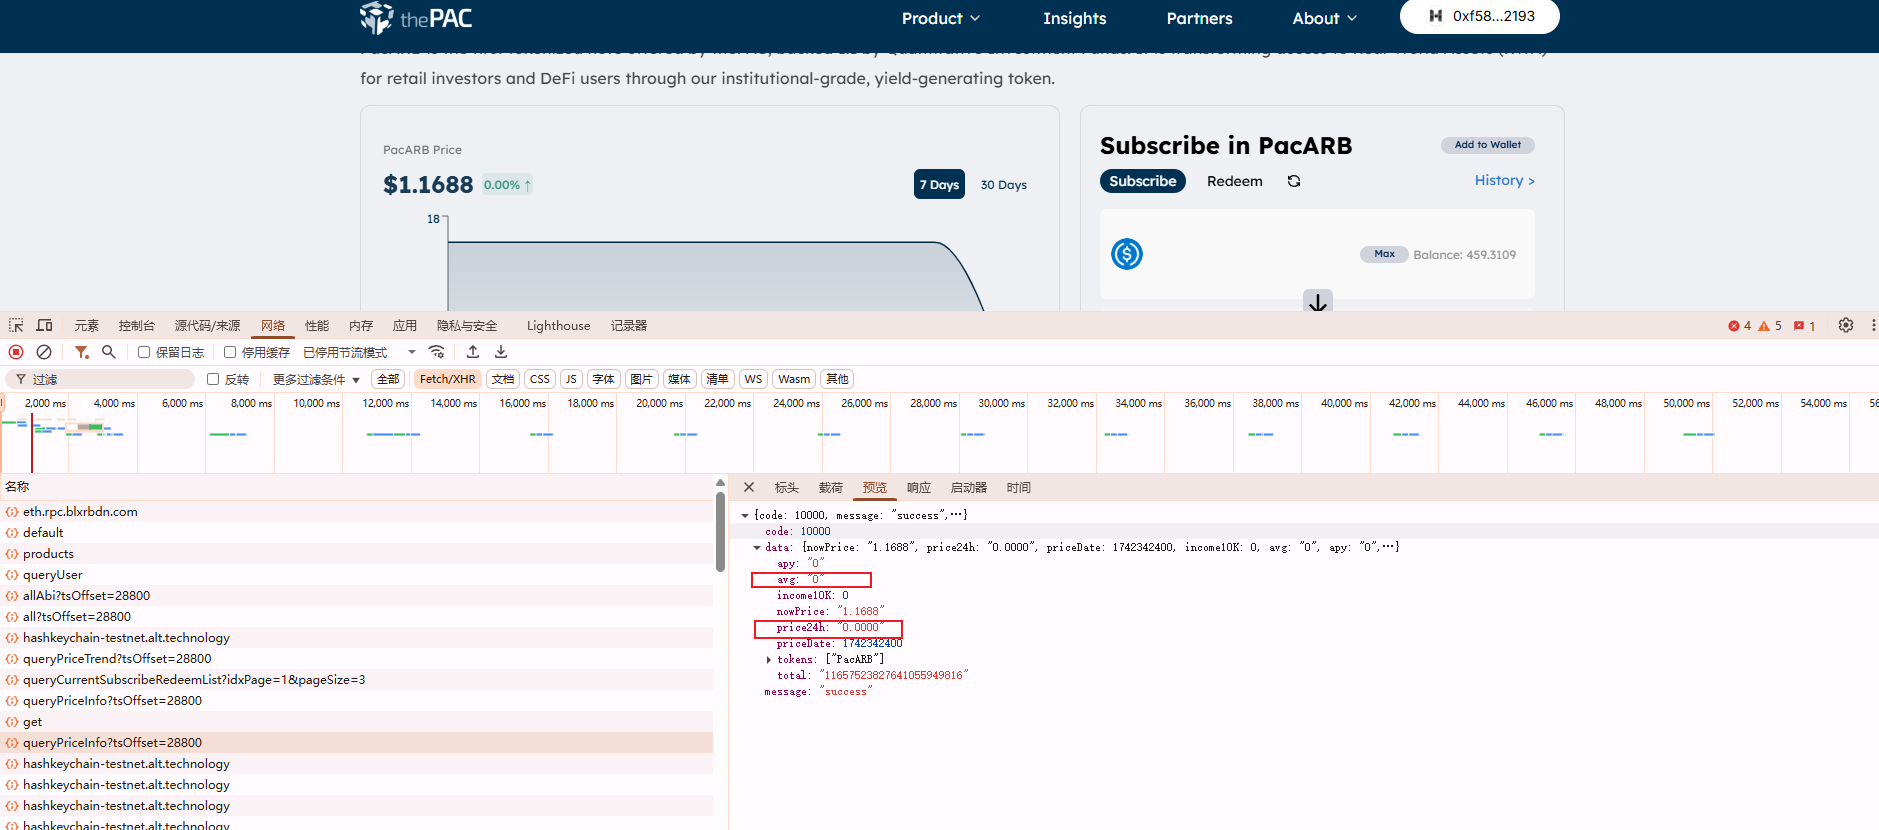 thePAC
Product
Insights
Partners
About
0xf58...2193
for retail investors and DeFi users through our institutional-grade, yield-generating token.
PacARB Price
$1.1688 0.00% ↑
7 Days 30 Days
18
Subscribe in PacARB
Add to Wallet
Subscribe Redeem
History >
Max Balance: 459.3109
元素 控制台 源代码/来源 网络 性能 内存 应用 隐私与安全 Lighthouse 记录器
4 5 1
保留日志 停用缓存 已停用节流模式
过滤 反转 更多过滤条件 全部 Fetch/XHR 文档 CSS JS 字体 图片 媒体 清单 WS Wasm 其他
2,000 ms 4,000 ms 6,000 ms 8,000 ms 10,000 ms 12,000 ms 14,000 ms 16,000 ms 18,000 ms 20,000 ms 22,000 ms 24,000 ms 26,000 ms 28,000 ms 30,000 ms 32,000 ms 34,000 ms 36,000 ms 38,000 ms 40,000 ms 42,000 ms 44,000 ms 46,000 ms 48,000 ms 50,000 ms 52,000 ms 54,000 ms 56
名称
eth.rpc.blxrbdn.com
default
products
queryUser
allAbi?tsOffset=28800
all?tsOffset=28800
hashkeychain-testnet.alt.technology
queryPriceTrend?tsOffset=28800
queryCurrentSubscribeRedeemList?idxPage=1&pageSize=3
queryPriceInfo?tsOffset=28800
get
queryPriceInfo?tsOffset=28800
hashkeychain-testnet.alt.technology
hashkeychain-testnet.alt.technology
hashkeychain-testnet.alt.technology
hashkeychain-testnet.alt.technology
标头 载荷 预览 响应 启动器 时间
{code: 10000, message: "success",…}
code: 10000
data: {nowPrice: "1.1688", price24h: "0.0000", priceDate: 1742342400, income10K: 0, avg: "0", apy: "0",…}
apy: "0"
avg: "0"
income10K: 0
nowPrice: "1.1688"
price24h: "0.0000"
priceDate: 1742342400
tokens: ["PacARB"]
total: "11657523827641055949816"
message: "success"